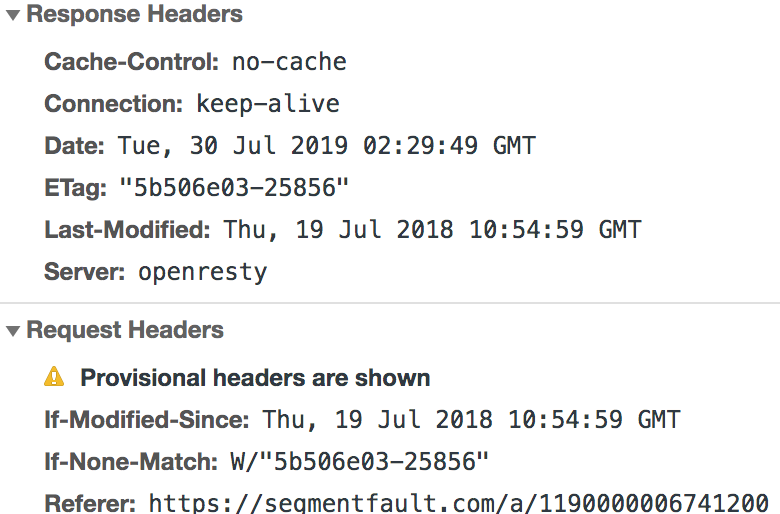 Response Headers
Cache-Control: no-cache
Connection: keep-alive
Date: Tue, 30 Jul 2019 02:29:49 GMT
ETag: "5b506e03-25856"
Last-Modified: Thu, 19 Jul 2018 10:54:59 GMT
Server: openresty
Request Headers
Provisional headers are shown
If-Modified-Since: Thu, 19 Jul 2018 10:54:59 GMT
If-None-Match: W/"5b506e03-25856"
Referer: https://segmentfault.com/a/1190000006741200